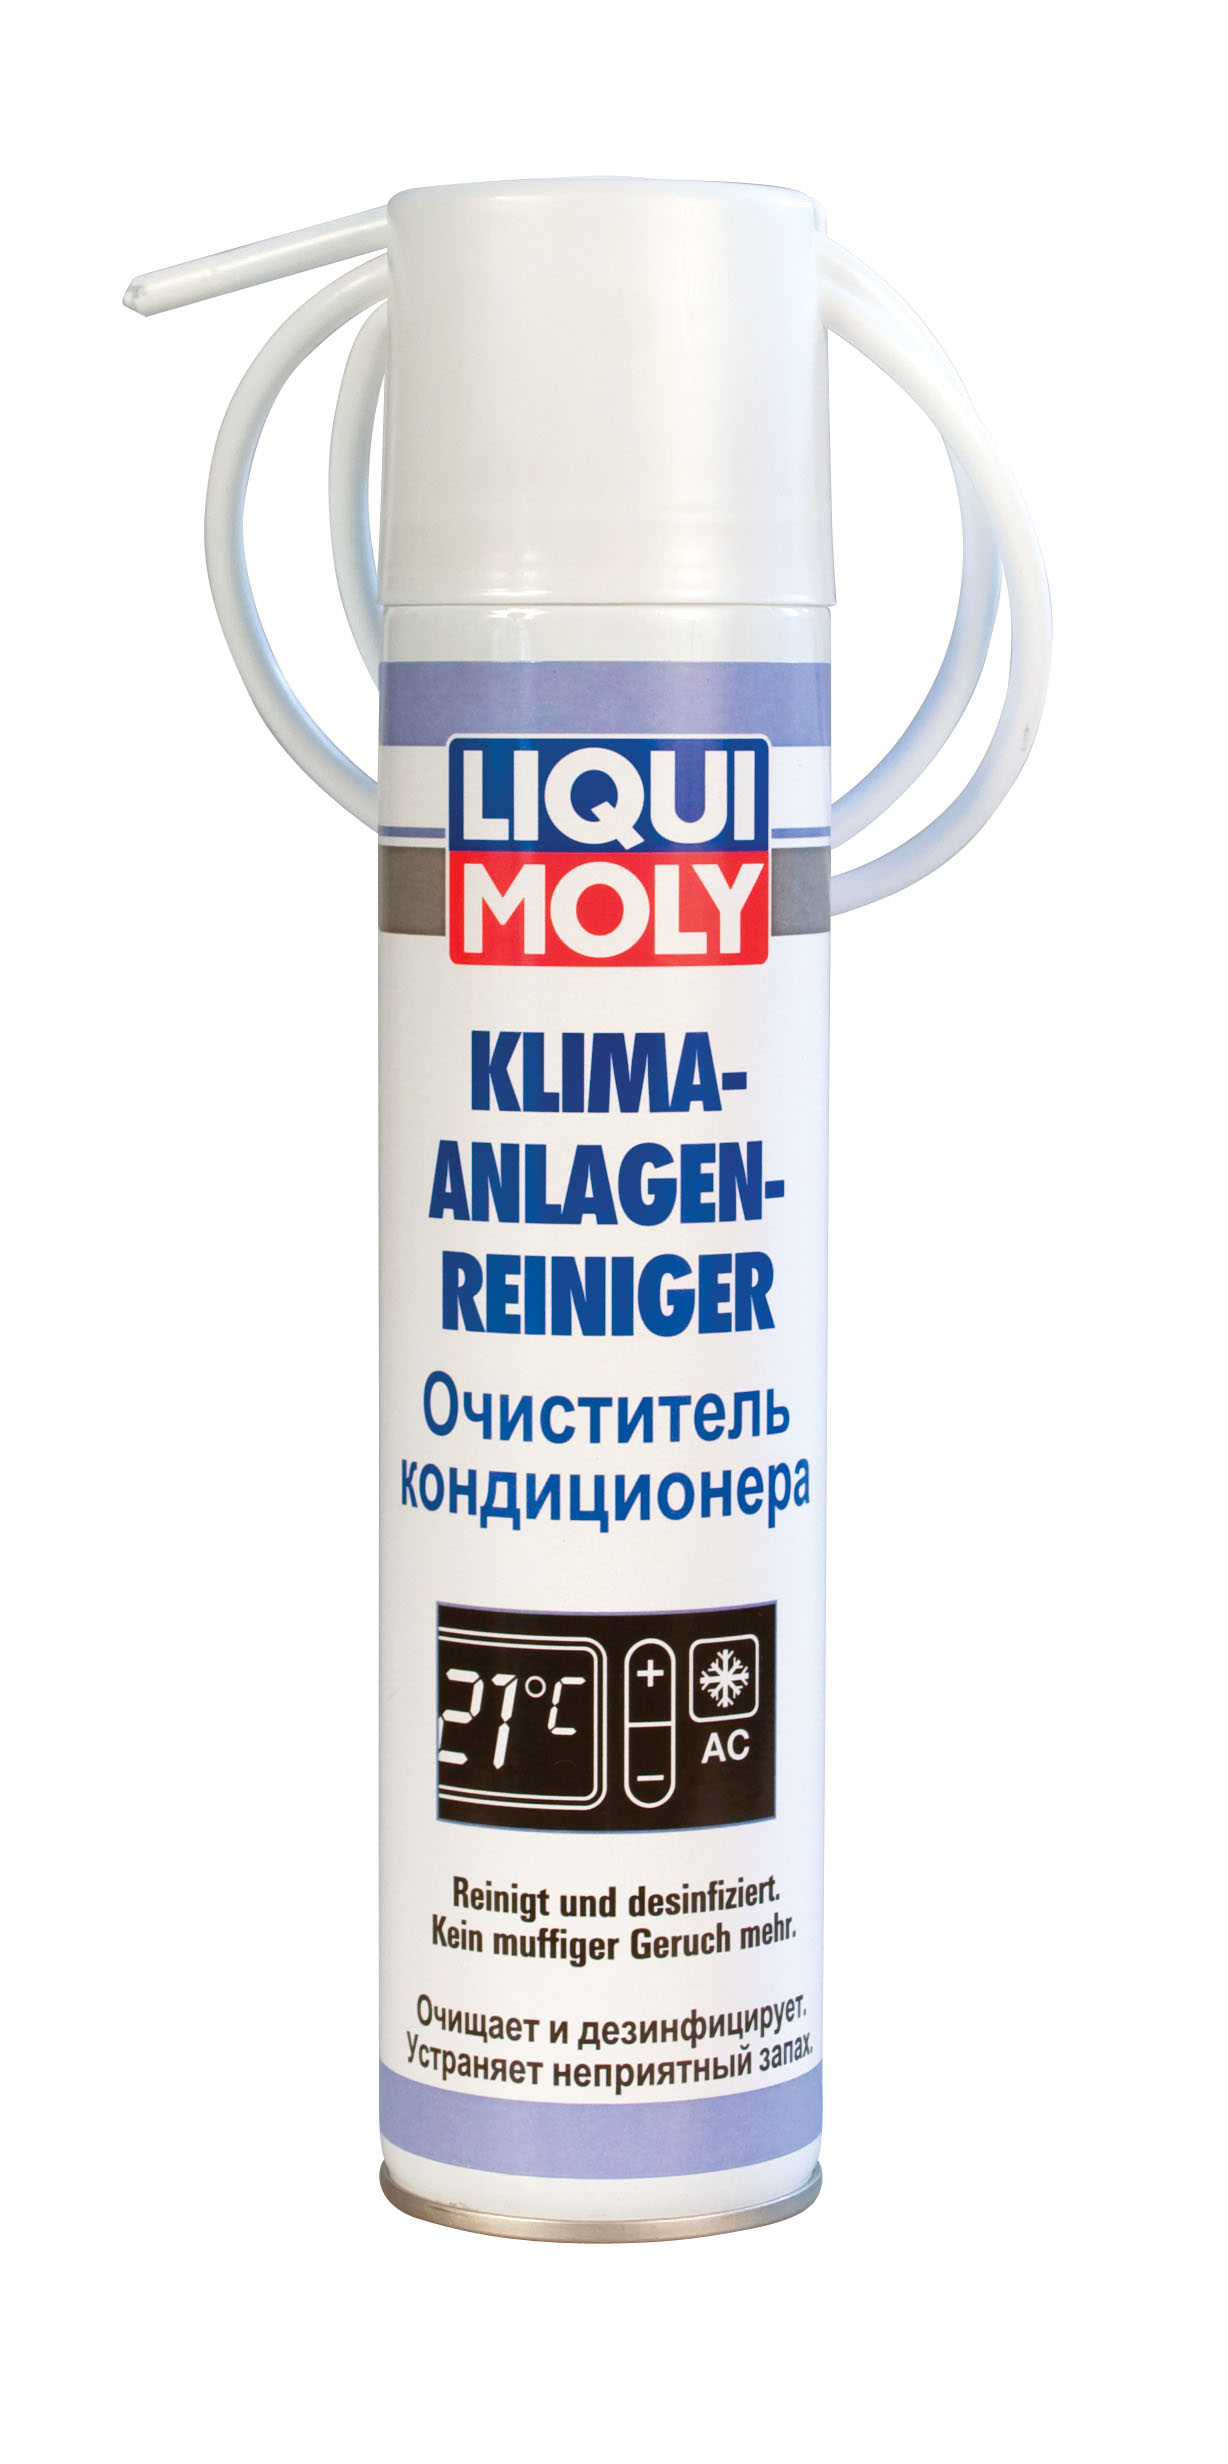 LIQUI
MOLY
KLIMA-
ANLAGEN-
REINIGER
Очиститель
кондиционера
21°C
+
AC
−
Reinigt und desinfiziert.
Kein muffiger Geruch mehr.
Очищает и дезинфицирует.
Устраняет неприятный запах.